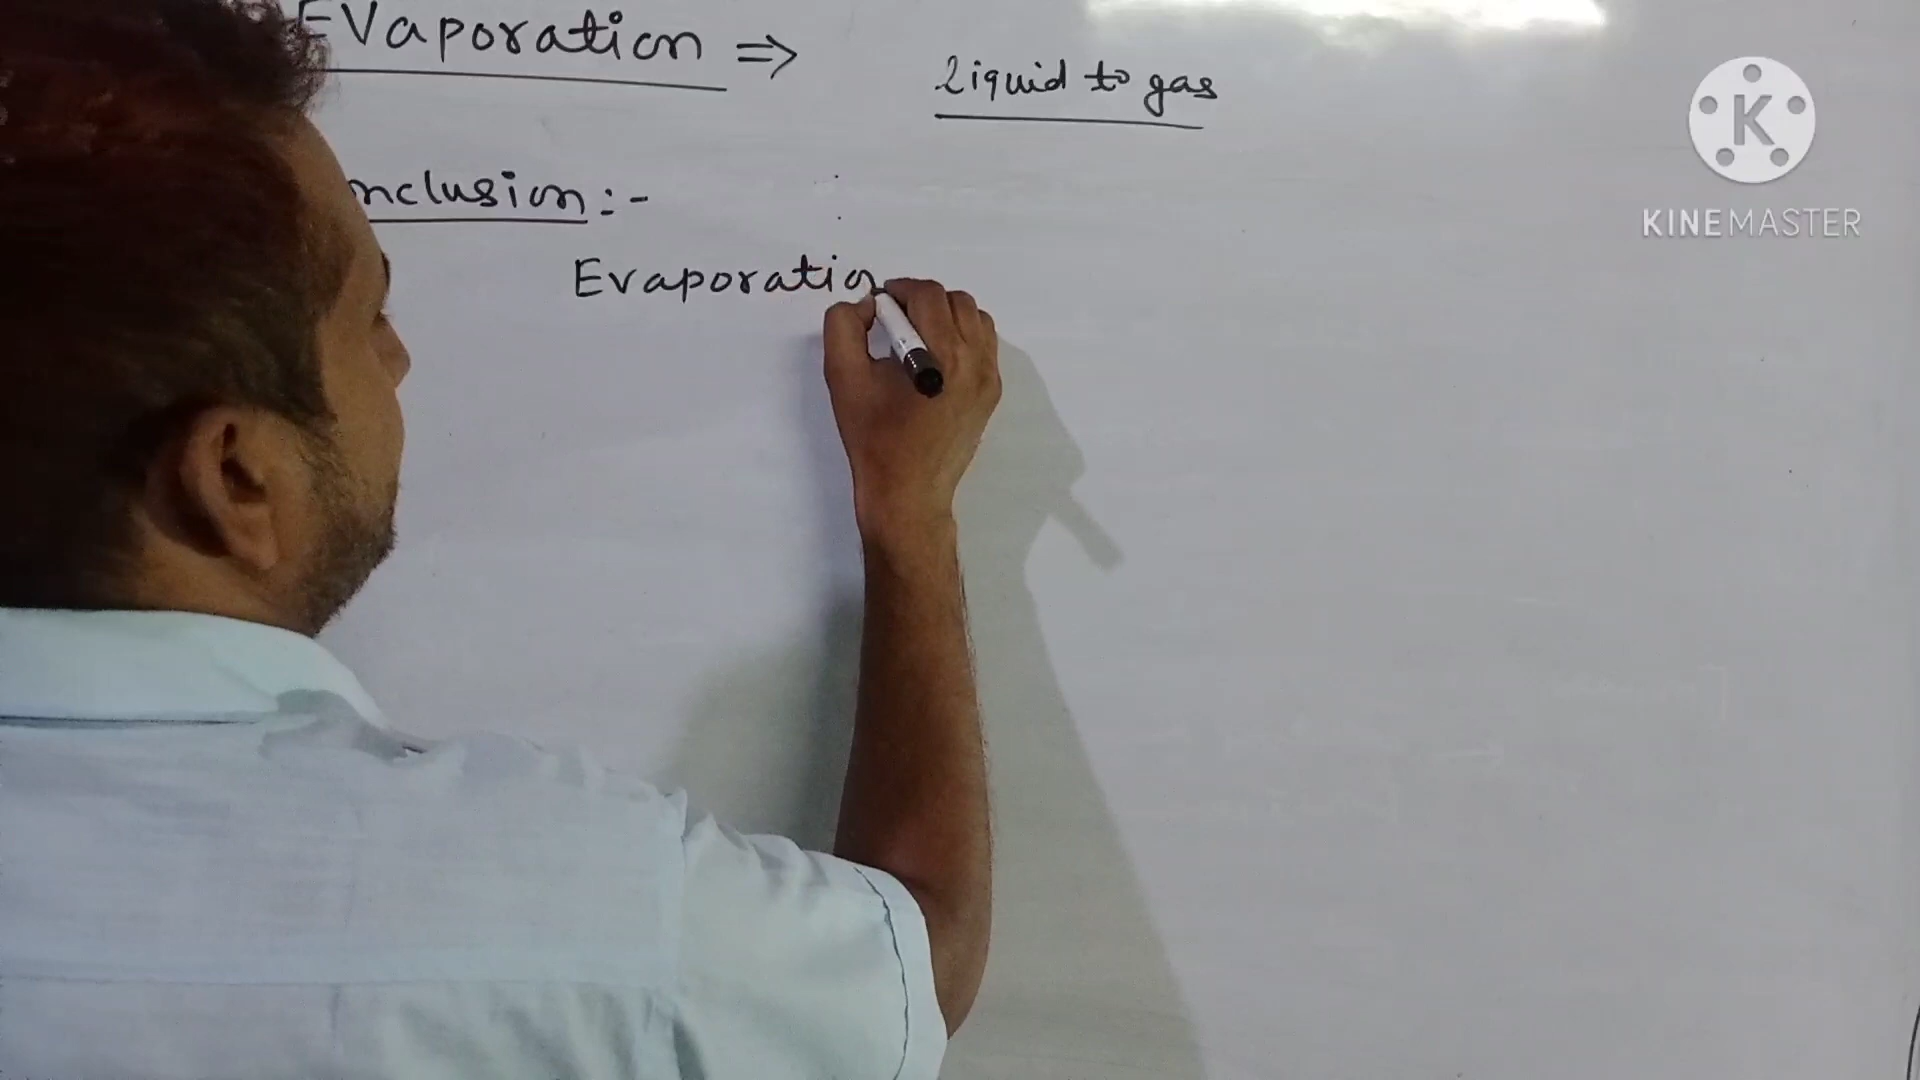 Evaporation ⇒
liquid to gas
nclusion :-
Evaporatio
K
KINEMASTER